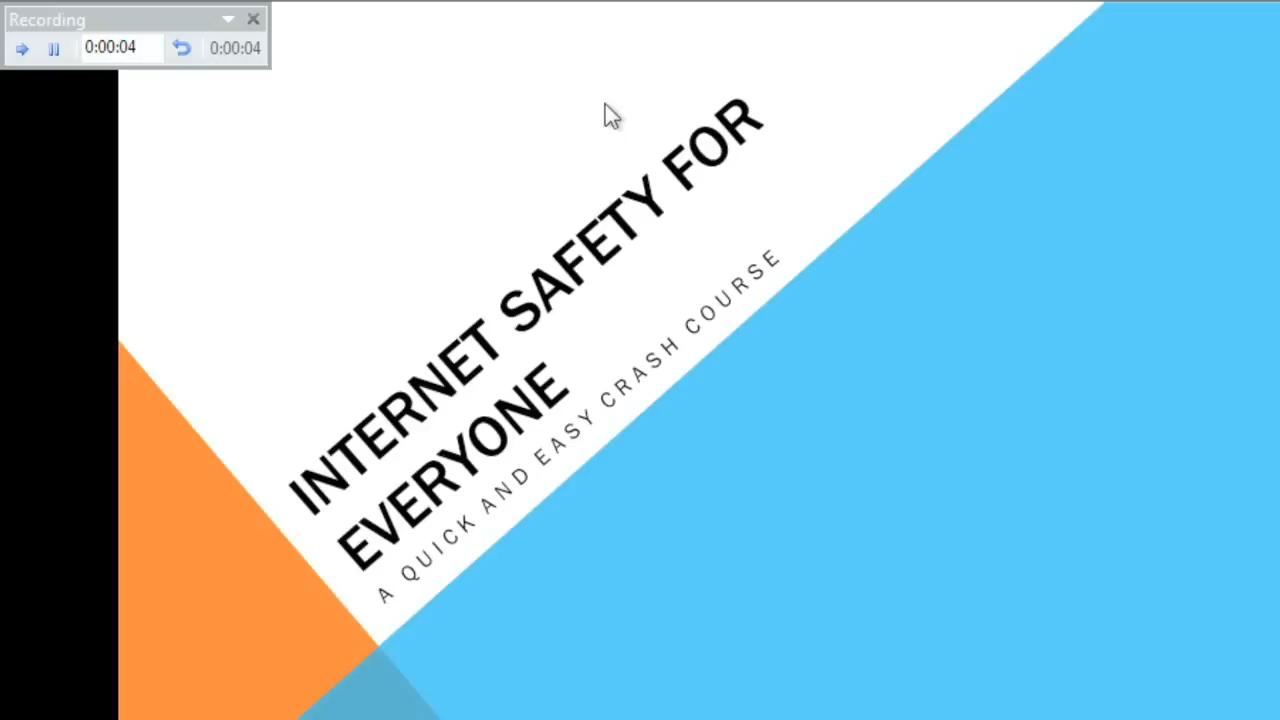 Recording
0:00:04
0:00:04
INTERNET SAFETY FOR
EVERYONE
A QUICK AND EASY CRASH COURSE